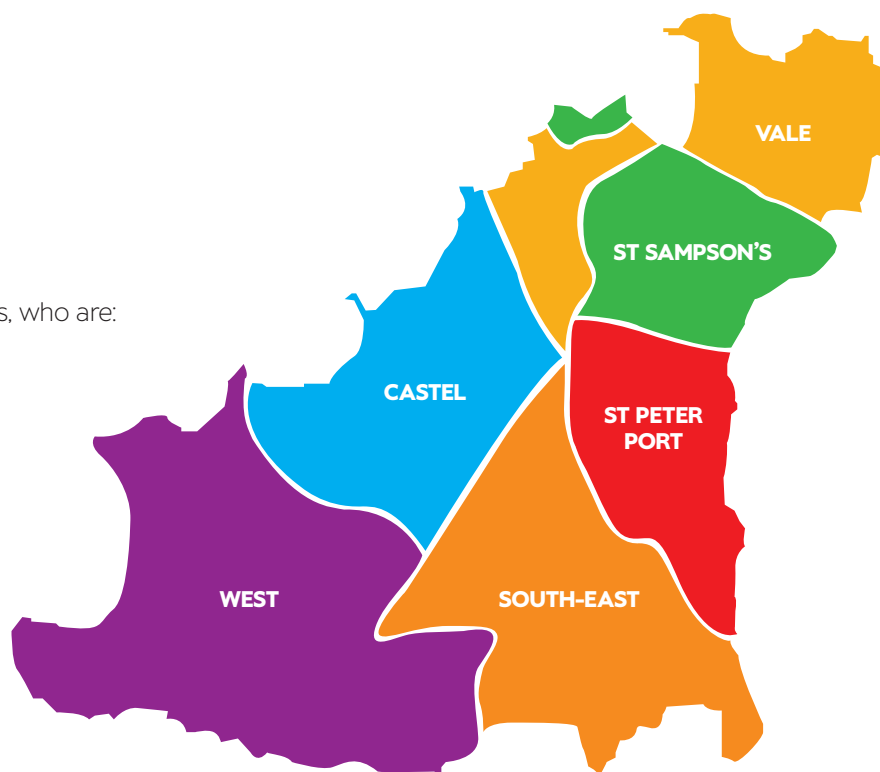 VALE
ST SAMPSON'S
s, who are:
CASTEL
ST PETER
PORT
WEST
SOUTH-EAST